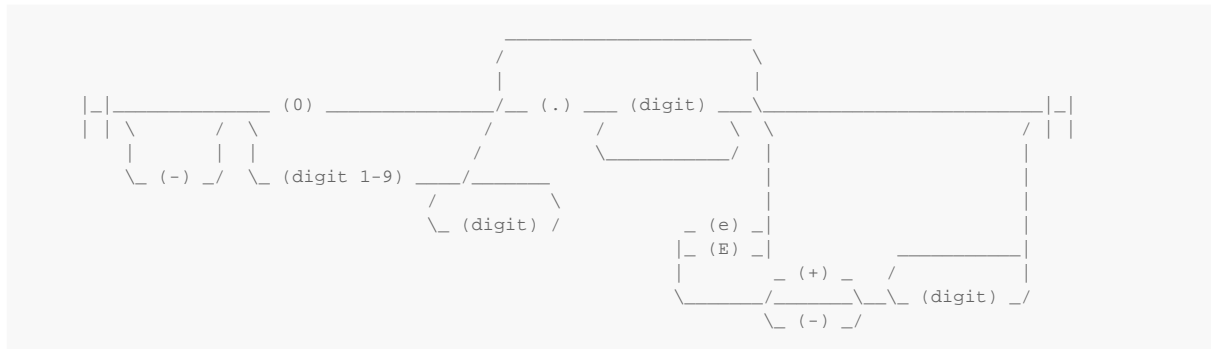 (0) (.) (digit)
(-)
(digit 1-9)
(digit) (e)
(E)
(+)
(digit)
(-)